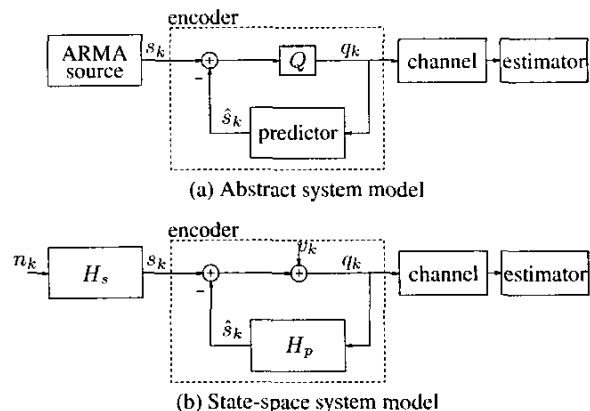 encoder
ARMA source
s_k
+
-
Q
q_k
channel
estimator
ŝ_k
predictor
(a) Abstract system model
encoder
v_k
n_k
H_s
s_k
+
-
+
q_k
channel
estimator
ŝ_k
H_p
(b) State-space system model